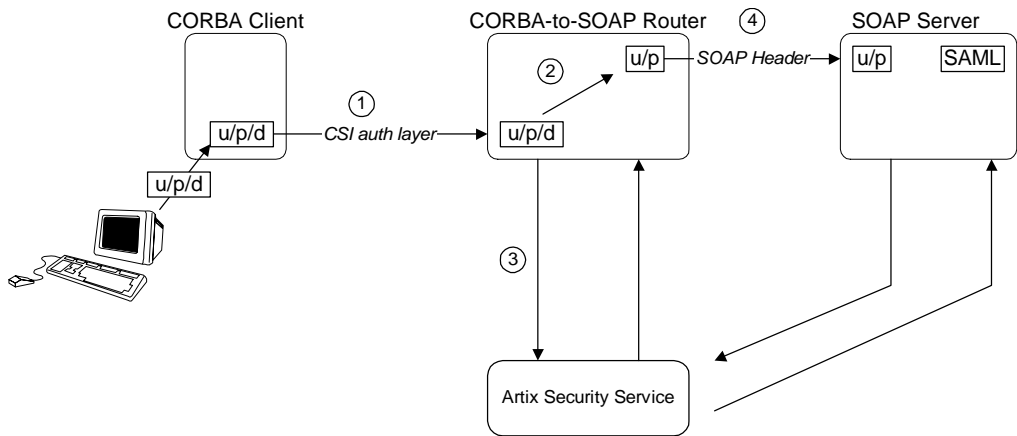 CORBA Client
CORBA-to-SOAP Router
4
SOAP Server
u/p
SOAP Header
u/p
SAML
2
1
u/p/d
CSI auth layer
u/p/d
u/p/d
3
Artix Security Service